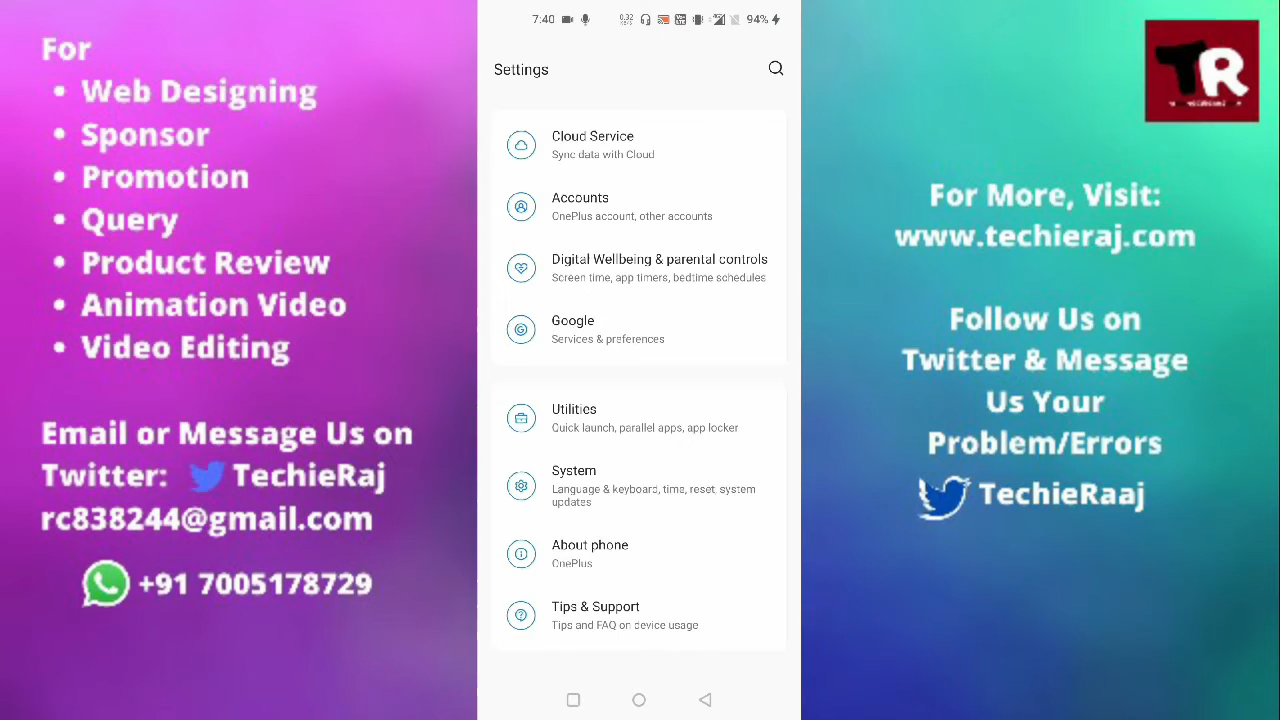 For
• Web Designing
• Sponsor
• Promotion
• Query
• Product Review
• Animation Video
• Video Editing
Email or Message Us on
Twitter: TechieRaj
rc838244@gmail.com
+91 7005178729
7:40
94%
Settings
Cloud Service
Sync data with Cloud
Accounts
OnePlus account, other accounts
Digital Wellbeing & parental controls
Screen time, app timers, bedtime schedules
Google
Services & preferences
Utilities
Quick launch, parallel apps, app locker
System
Language & keyboard, time, reset, system
updates
About phone
OnePlus
Tips & Support
Tips and FAQ on device usage
TR
For More, Visit:
www.techieraj.com
Follow Us on
Twitter & Message
Us Your
Problem/Errors
TechieRaaj